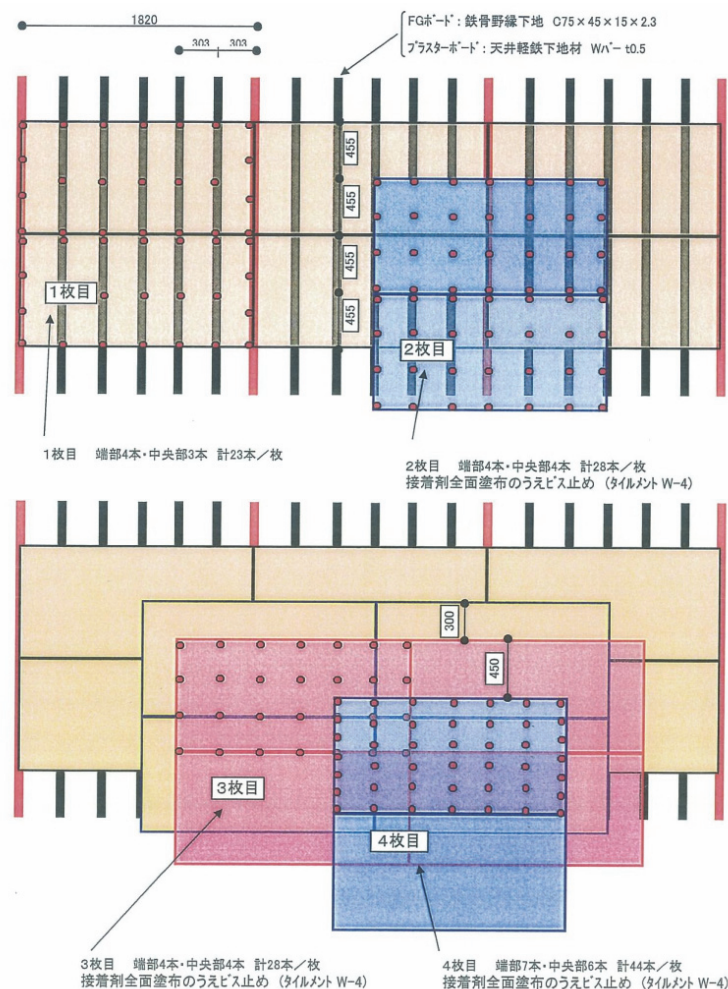 1820
303 303
FGボード：鉄骨野縁下地 C75×45×15×2.3
プラスターボード：天井軽鉄下地材 Wバー t0.5
455
455
455
455
1枚目
2枚目
1枚目 端部4本・中央部3本 計23本／枚
2枚目 端部4本・中央部4本 計28本／枚
接着剤全面塗布のうえビス止め (タイルメント W-4)
300
450
3枚目
4枚目
3枚目 端部4本・中央部4本 計28本／枚
接着剤全面塗布のうえビス止め (タイルメント W-4)
4枚目 端部7本・中央部6本 計44本／枚
接着剤全面塗布のうえビス止め (タイルメント W-4)